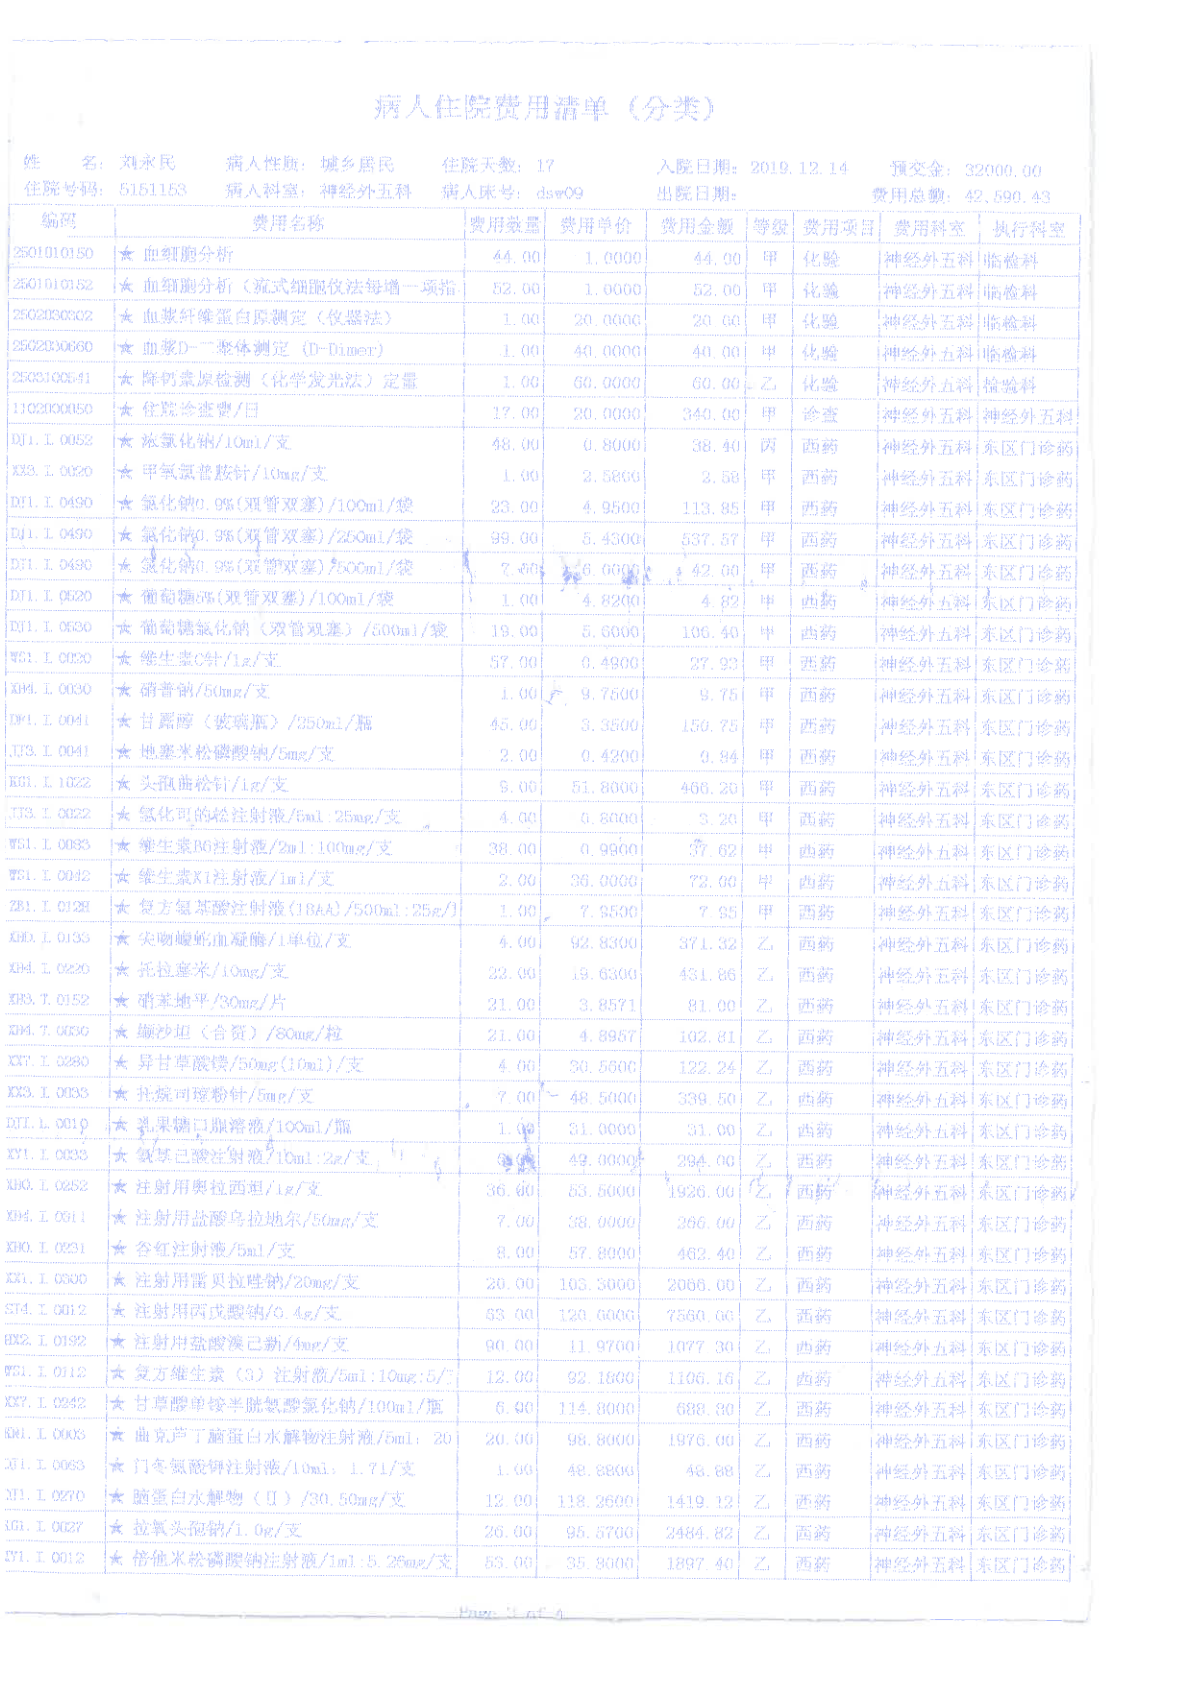 病人住院费用清单（分类）
姓 名： 刘永民 病人性质： 城乡居民 住院天数： 17 入院日期： 2019.12.14 预交金： 32000.00
住院号码： 5151153 病人科室： 神经外五科 病人床号： dsw09 出院日期： 费用总额： 42,590.43
编码 费用名称 费用数量 费用单价 费用金额 等级 费用项目 费用科室 执行科室
2501010150 ★ 血细胞分析 44.00 1.0000 44.00 甲 化验 神经外五科 临检科
2501010152 ★ 血细胞分析（流式细胞仪法每增一项指 52.00 1.0000 52.00 甲 化验 神经外五科 临检科
2502030302 ★ 血浆纤维蛋白原测定（仪器法） 1.00 20.0000 20.00 甲 化验 神经外五科 临检科
2502030660 ★ 血浆D-二聚体测定（D-Dimer） 1.00 40.0000 40.00 甲 化验 神经外五科 临检科
2503100541 ★ 降钙素原检测（化学发光法）定量 1.00 60.0000 60.00 乙 化验 神经外五科 检验科
1102000050 ★ 住院诊查费/日 17.00 20.0000 340.00 甲 诊查 神经外五科 神经外五科
DJ1.I.0052 ★ 浓氯化钠/10ml/支 48.00 0.8000 38.40 丙 西药 神经外五科 东区门诊药
XX3.I.0020 ★ 甲氧氯普胺针/10mg/支 1.00 2.5800 2.58 甲 西药 神经外五科 东区门诊药
DJ1.I.0490 ★ 氯化钠0.9%(双管双塞)/100ml/袋 23.00 4.9500 113.85 甲 西药 神经外五科 东区门诊药
DJ1.I.0490 ★ 氯化钠0.9%(双管双塞)/250ml/袋 99.00 5.4300 537.57 甲 西药 神经外五科 东区门诊药
DJ1.I.0490 ★ 氯化钠0.9%(双管双塞)/500ml/袋 7.00 6.0000 42.00 甲 西药 神经外五科 东区门诊药
DJ1.I.0520 ★ 葡萄糖5%(双管双塞)/100ml/袋 1.00 4.8200 4.82 甲 西药 神经外五科 东区门诊药
DJ1.I.0530 ★ 葡萄糖氯化钠（双管双塞）/500ml/袋 19.00 5.6000 106.40 甲 西药 神经外五科 东区门诊药
WS1.I.0020 ★ 维生素C针/1g/支 57.00 0.4900 27.93 甲 西药 神经外五科 东区门诊药
XH4.I.0030 ★ 硝普钠/50mg/支 1.00 9.7500 9.75 甲 西药 神经外五科 东区门诊药
DF1.I.0041 ★ 甘露醇（玻璃瓶）/250ml/瓶 45.00 3.3500 150.75 甲 西药 神经外五科 东区门诊药
JJ3.I.0041 ★ 地塞米松磷酸钠/5mg/支 2.00 0.4200 0.84 甲 西药 神经外五科 东区门诊药
KG1.I.1622 ★ 头孢曲松针/1g/支 9.00 51.8000 466.20 甲 西药 神经外五科 东区门诊药
JJ3.I.0022 ★ 氢化可的松注射液/5ml:25mg/支 4.00 0.8000 3.20 甲 西药 神经外五科 东区门诊药
WS1.I.0083 ★ 维生素B6注射液/2ml:100mg/支 38.00 0.9900 37.62 甲 西药 神经外五科 东区门诊药
WS1.I.0042 ★ 维生素K1注射液/1ml/支 2.00 36.0000 72.00 甲 西药 神经外五科 东区门诊药
ZB1.I.012H ★ 复方氨基酸注射液(18AA)/500ml:25g/ 1.00 7.9500 7.95 甲 西药 神经外五科 东区门诊药
XH0.I.0133 ★ 尖吻蝮蛇血凝酶/1单位/支 4.00 92.8300 371.32 乙 西药 神经外五科 东区门诊药
XH4.I.0220 ★ 托拉塞米/10mg/支 22.00 19.6300 431.86 乙 西药 神经外五科 东区门诊药
XH3.T.0152 ★ 硝苯地平/30mg/片 21.00 3.8571 81.00 乙 西药 神经外五科 东区门诊药
XH4.T.0030 ★ 缬沙坦（合资）/80mg/粒 21.00 4.8957 102.81 乙 西药 神经外五科 东区门诊药
XX7.I.0280 ★ 异甘草酸镁/50mg(10ml)/支 4.00 30.5600 122.24 乙 西药 神经外五科 东区门诊药
XX3.I.0033 ★ 托烷司琼粉针/5mg/支 7.00 48.5000 339.50 乙 西药 神经外五科 东区门诊药
DJI.L.0010 ★ 乳果糖口服溶液/100ml/瓶 1.00 31.0000 31.00 乙 西药 神经外五科 东区门诊药
XY1.I.0033 ★ 氨基己酸注射液/10ml:2g/支 49.0000 294.00 乙 西药 神经外五科 东区门诊药
XH0.I.0252 ★ 注射用奥拉西坦/1g/支 36.00 53.5000 1926.00 乙 西药 神经外五科 东区门诊药
XH4.I.0311 ★ 注射用盐酸乌拉地尔/50mg/支 7.00 38.0000 266.00 乙 西药 神经外五科 东区门诊药
XH0.I.0231 ★ 谷红注射液/5ml/支 8.00 57.8000 462.40 乙 西药 神经外五科 东区门诊药
XX1.I.0300 ★ 注射用雷贝拉唑钠/20mg/支 20.00 103.3000 2066.00 乙 西药 神经外五科 东区门诊药
SJ4.I.0012 ★ 注射用丙戊酸钠/0.4g/支 63.00 120.0000 7560.00 乙 西药 神经外五科 东区门诊药
HX2.I.0192 ★ 注射用盐酸溴己新/4mg/支 90.00 11.9700 1077.30 乙 西药 神经外五科 东区门诊药
WS1.I.0112 ★ 复方维生素（3）注射液/5ml:10mg:5/ 12.00 92.1800 1106.16 乙 西药 神经外五科 东区门诊药
XX7.I.0242 ★ 甘草酸单铵半胱氨酸氯化钠/100ml/瓶 6.00 114.8000 688.80 乙 西药 神经外五科 东区门诊药
KN1.I.0003 ★ 曲克芦丁脑蛋白水解物注射液/5ml：20 20.00 98.8000 1976.00 乙 西药 神经外五科 东区门诊药
DJ1.I.0063 ★ 门冬氨酸钾注射液/10ml：1.71/支 1.00 48.8800 48.88 乙 西药 神经外五科 东区门诊药
XJ1.I.0270 ★ 脑蛋白水解物（Ⅱ）/30.50mg/支 12.00 118.2600 1419.12 乙 西药 神经外五科 东区门诊药
KG1.I.0027 ★ 拉氧头孢钠/1.0g/支 26.00 95.5700 2484.82 乙 西药 神经外五科 东区门诊药
XY1.I.0012 ★ 倍他米松磷酸钠注射液/1ml:5.26mg/支 53.00 35.8000 1897.40 乙 西药 神经外五科 东区门诊药